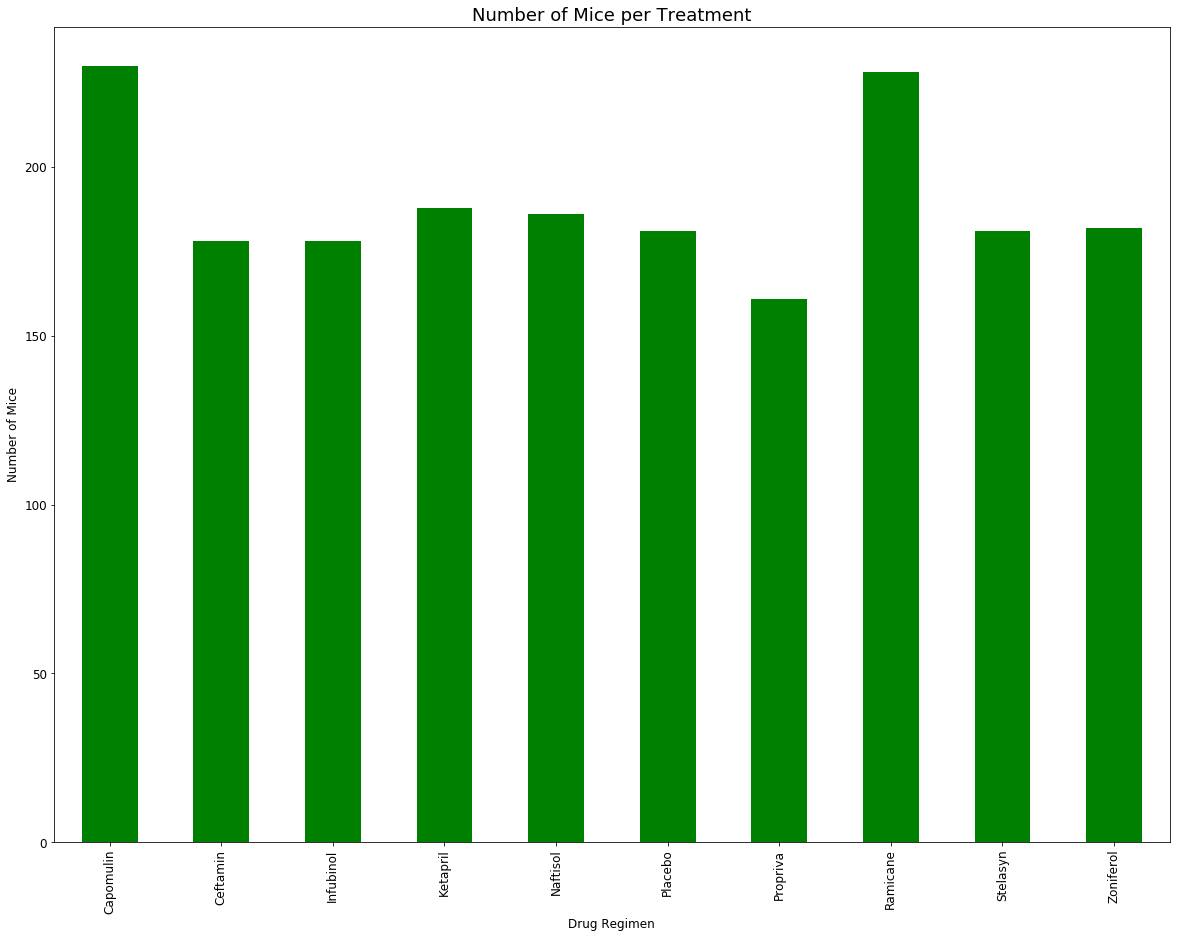 Number of Mice per Treatment
Number of Mice
200
150
100
50
0
Capomulin
Ceftamin
Infubinol
Ketapril
Naftisol
Placebo
Propriva
Ramicane
Stelasyn
Zoniferol
Drug Regimen